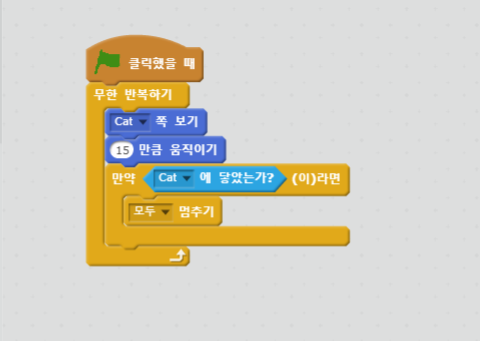 클릭했을 때
무한 반복하기
Cat 쪽 보기
15 만큼 움직이기
만약 Cat 에 닿았는가? (이)라면
모두 멈추기